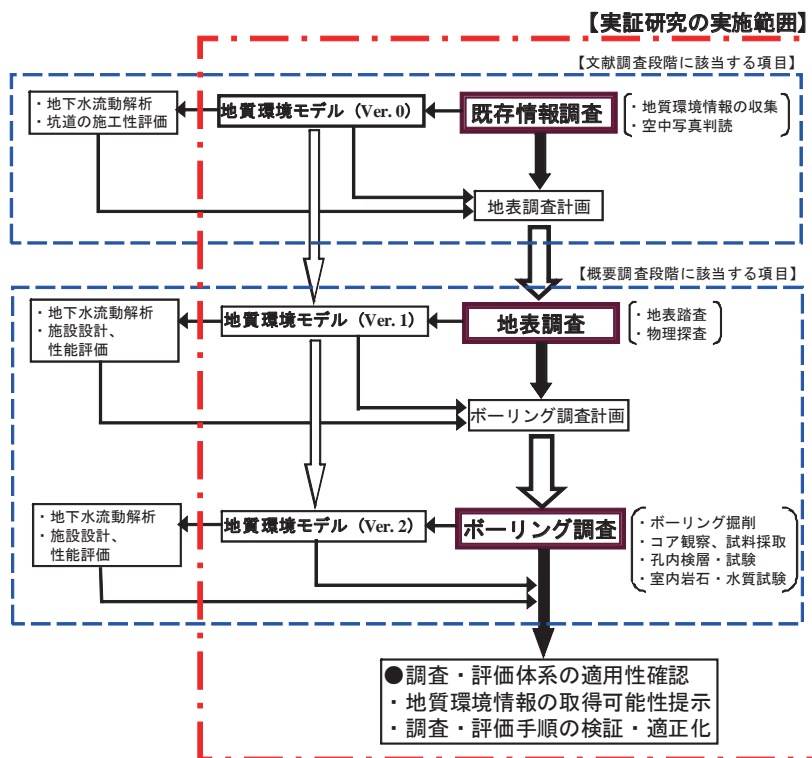 【実証研究の実施範囲】
【文献調査段階に該当する項目】
・地下水流動解析
・坑道の施工性評価
地質環境モデル（Ver. 0）
既存情報調査
・地質環境情報の収集
・空中写真判読
地表調査計画
【概要調査段階に該当する項目】
・地下水流動解析
・施設設計、
性能評価
地質環境モデル（Ver. 1）
地表調査
・地表踏査
・物理探査
ボーリング調査計画
・地下水流動解析
・施設設計、
性能評価
地質環境モデル（Ver. 2）
ボーリング調査
・ボーリング掘削
・コア観察、試料採取
・孔内検層・試験
・室内岩石・水質試験
●調査・評価体系の適用性確認
・地質環境情報の取得可能性提示
・調査・評価手順の検証・適正化